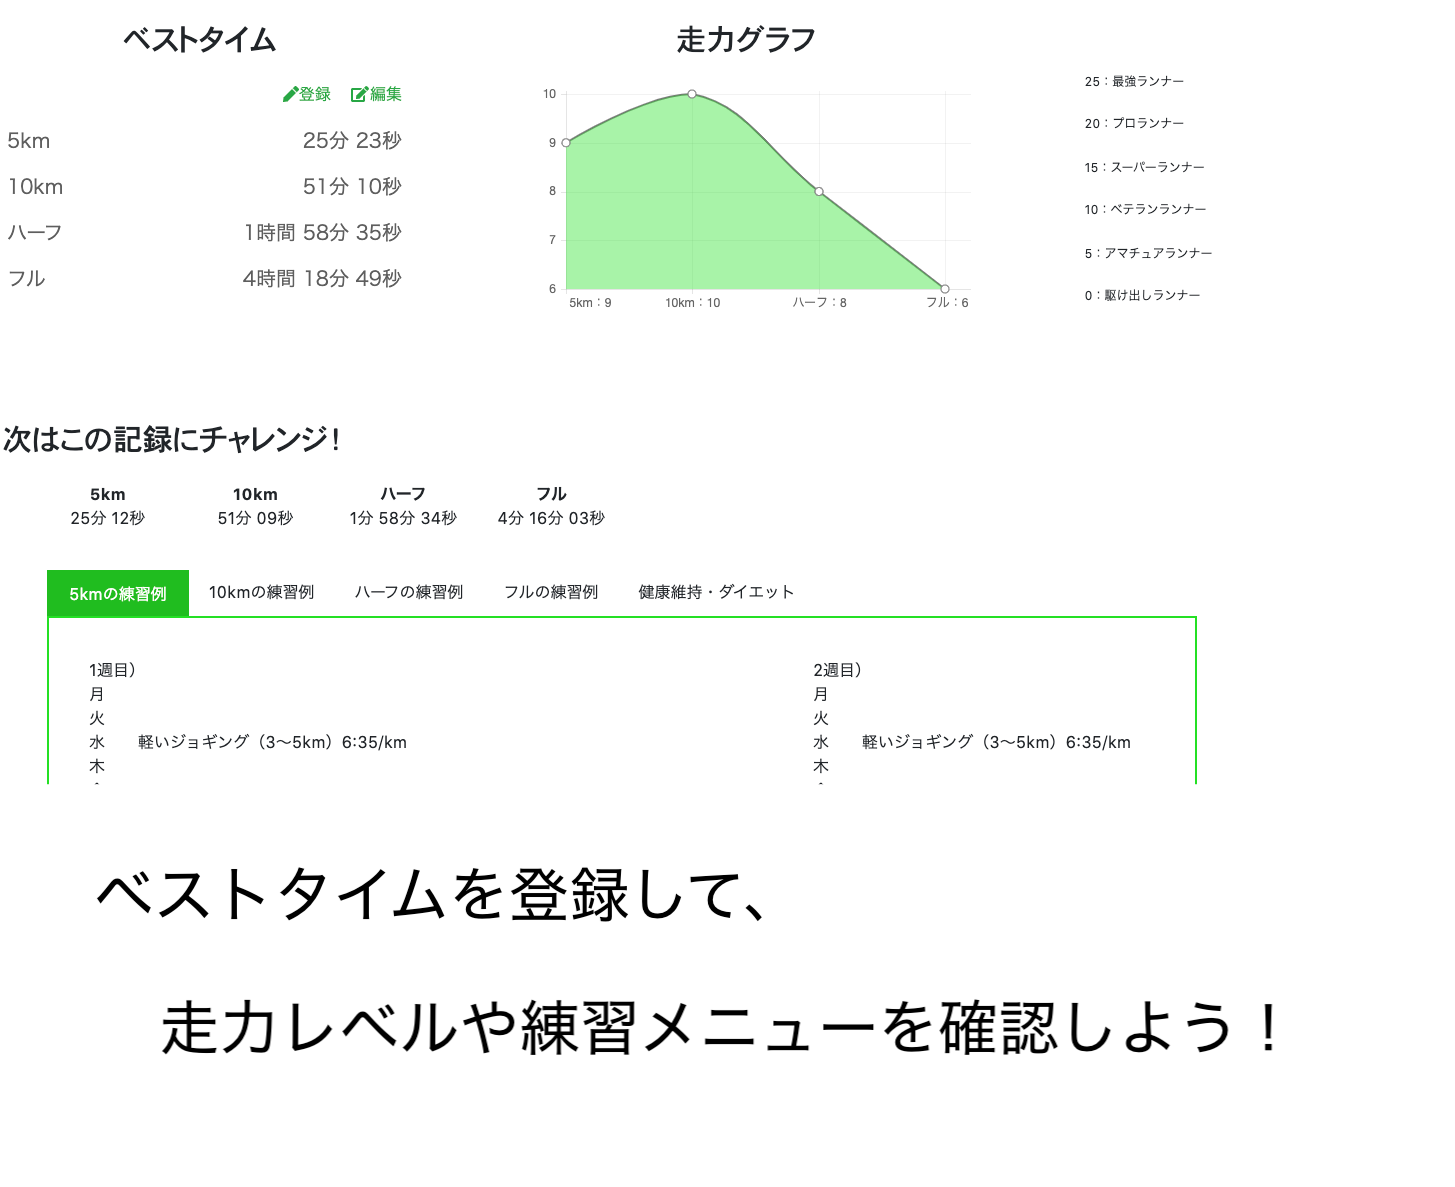 ベストタイム
登録 編集
5km 25分 23秒
10km 51分 10秒
ハーフ 1時間 58分 35秒
フル 4時間 18分 49秒
走力グラフ
10
9
8
7
6
5km：9 10km：10 ハーフ：8 フル：6
25：最強ランナー
20：プロランナー
15：スーパーランナー
10：ベテランランナー
5：アマチュアランナー
0：駆け出しランナー
次はこの記録にチャレンジ！
5km 10km ハーフ フル
25分 12秒 51分 09秒 1分 58分 34秒 4分 16分 03秒
5kmの練習例 10kmの練習例 ハーフの練習例 フルの練習例 健康維持・ダイエット
1週目）
月
火
水 軽いジョギング（3〜5km）6:35/km
木
2週目）
月
火
水 軽いジョギング（3〜5km）6:35/km
木
ベストタイムを登録して、
走力レベルや練習メニューを確認しよう！